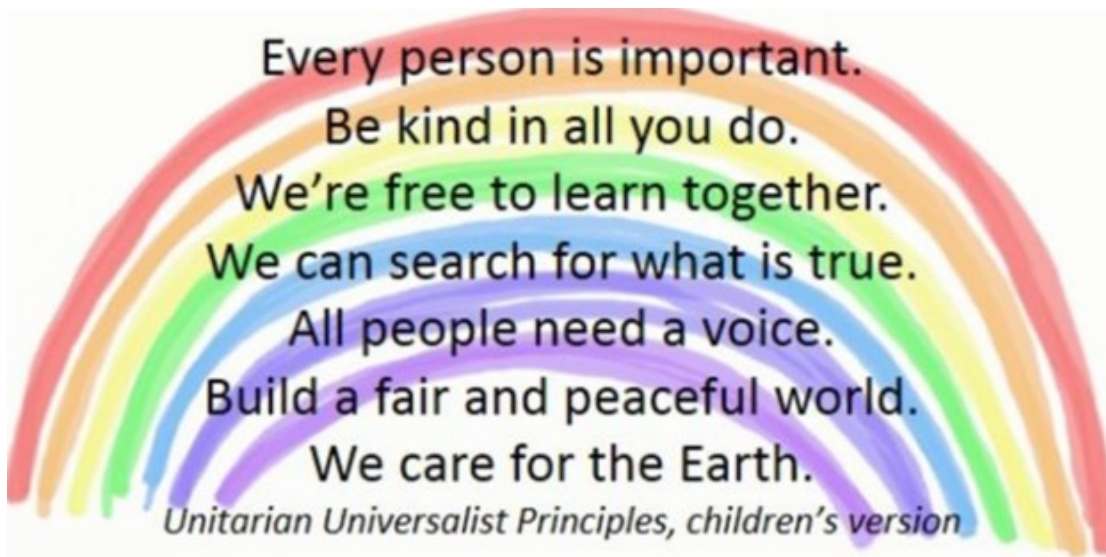 Every person is important.
Be kind in all you do.
We’re free to learn together.
We can search for what is true.
All people need a voice.
Build a fair and peaceful world.
We care for the Earth.
Unitarian Universalist Principles, children’s version